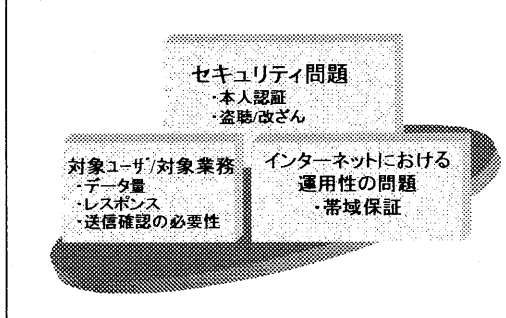 セキュリティ問題
・本人認証
・盗聴/改ざん
対象ユーザ/対象業務
・データ量
・レスポンス
・送信確認の必要性
インターネットにおける
運用性の問題
・帯域保証